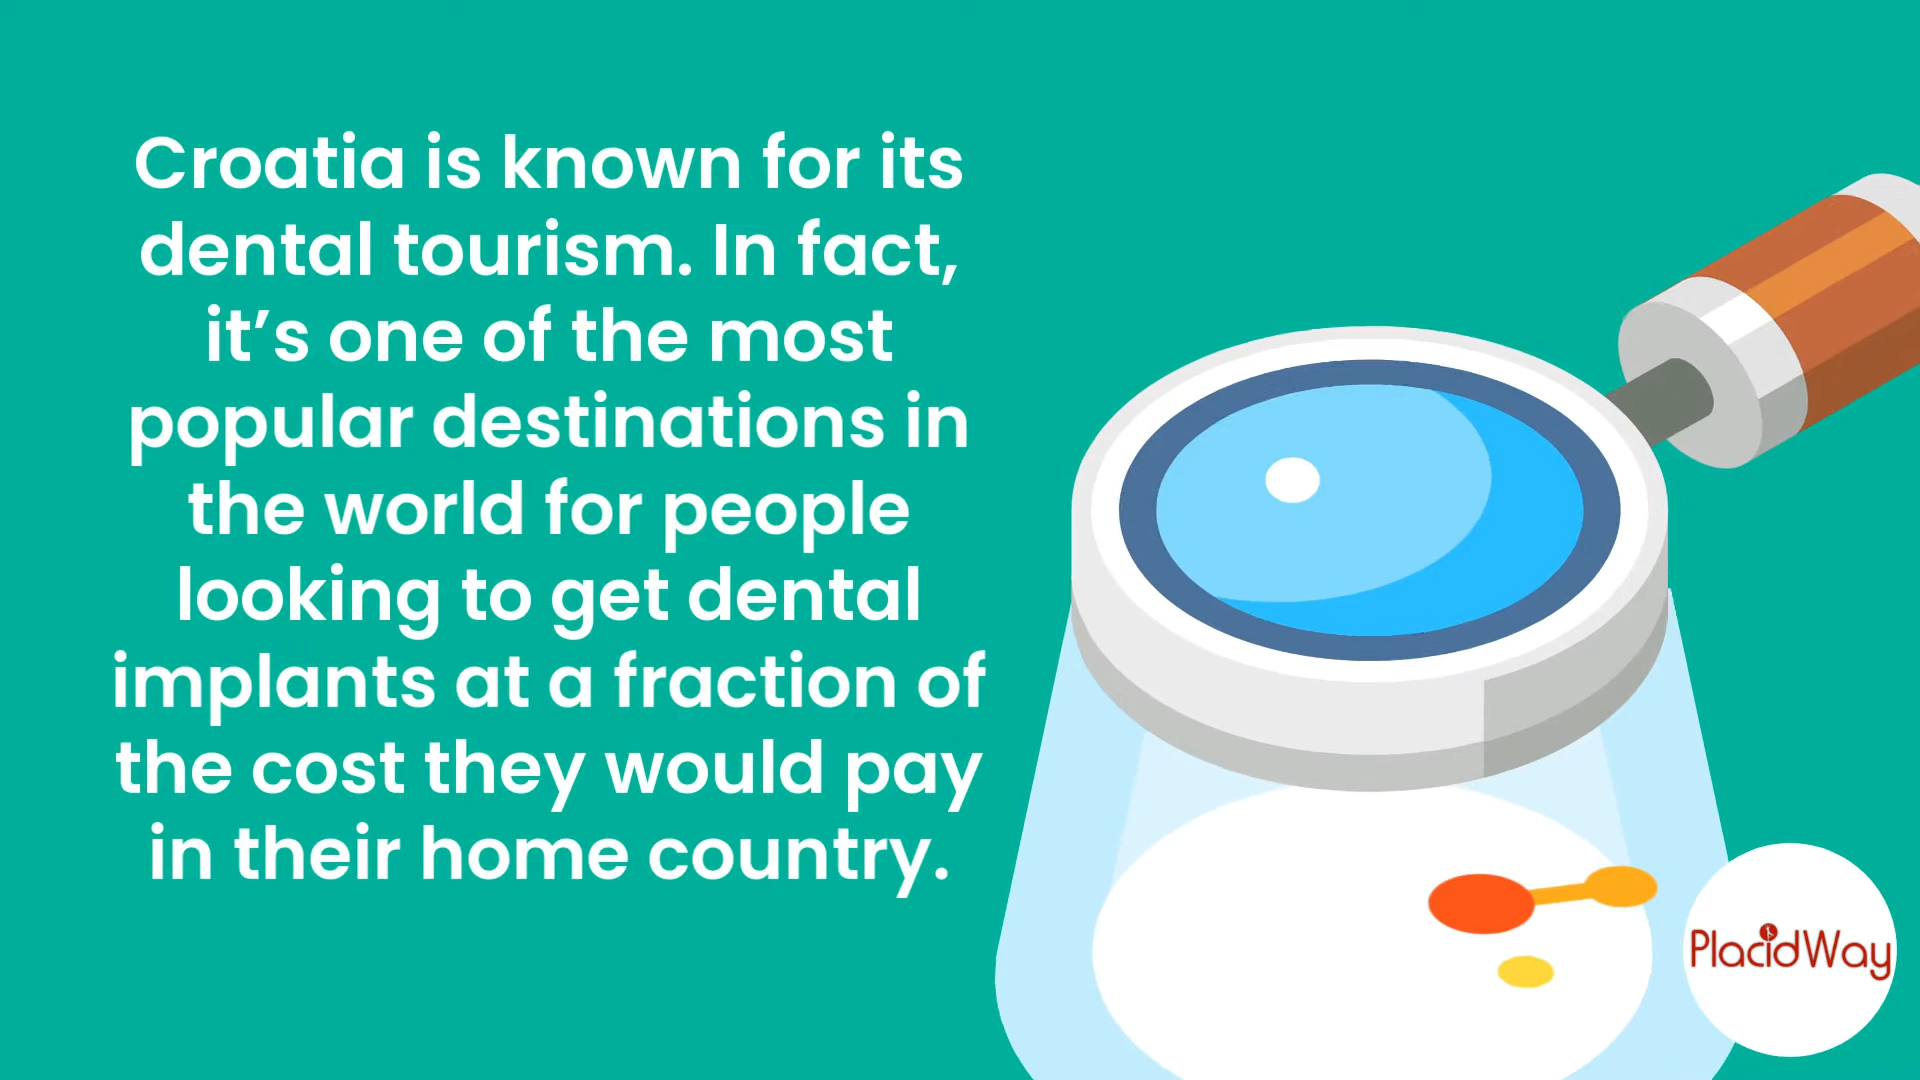 Croatia is known for its
dental tourism. In fact,
it’s one of the most
popular destinations in
the world for people
looking to get dental
implants at a fraction of
the cost they would pay
in their home country.
PlacidWay